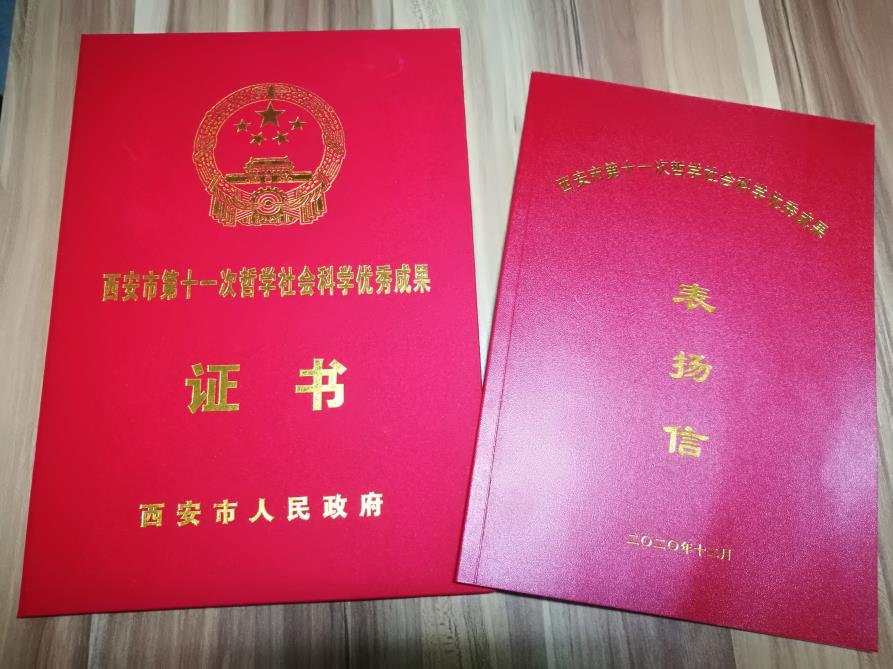 西安市第十一次哲学社会科学优秀成果
证书
西安市人民政府
西安市第十一次哲学社会科学优秀成果
表
扬
信
二〇二〇年十二月